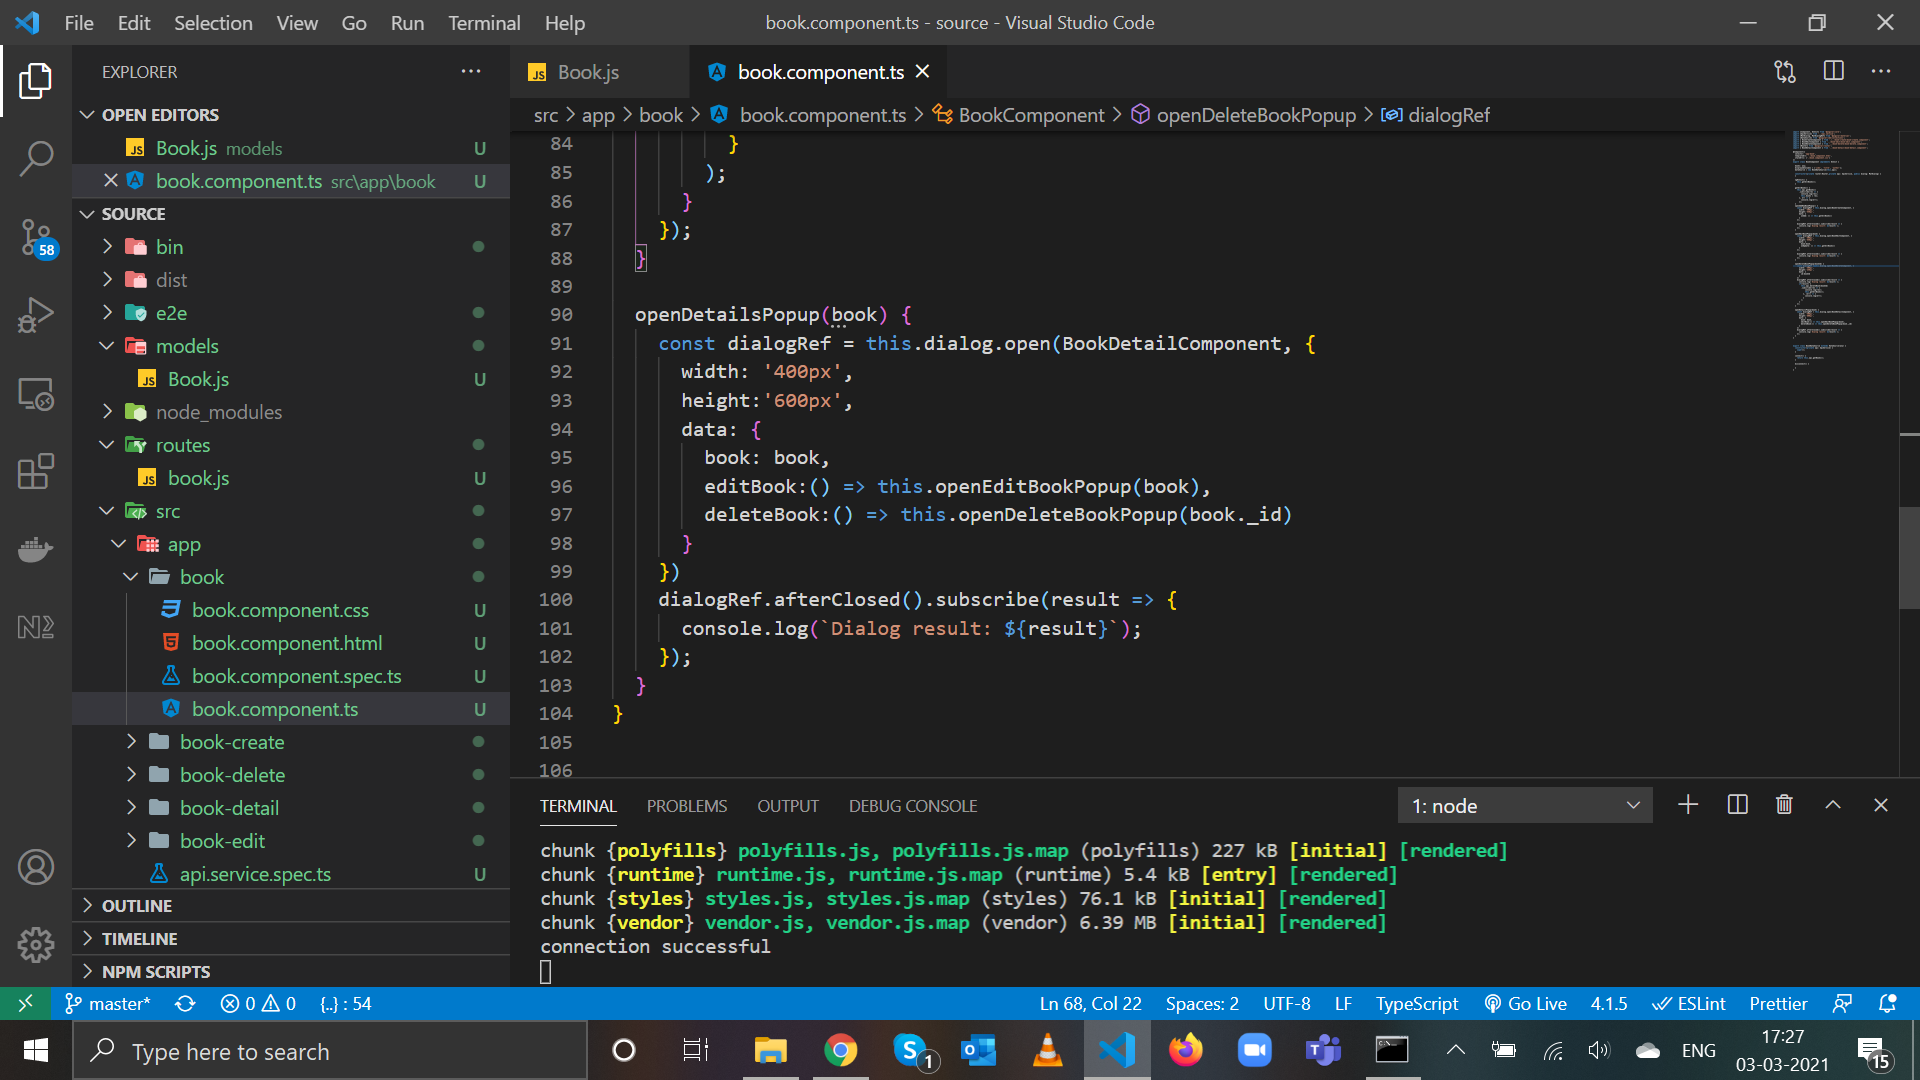 File Edit Selection View Go Run Terminal Help
book.component.ts - source - Visual Studio Code
EXPLORER
OPEN EDITORS
Book.js models U
book.component.ts src\app\book U
SOURCE
bin
dist
e2e
models
Book.js U
node_modules
routes
book.js U
src
app
book
book.component.css U
book.component.html U
book.component.spec.ts U
book.component.ts U
book-create
book-delete
book-detail
book-edit
api.service.spec.ts U
OUTLINE
TIMELINE
NPM SCRIPTS
58
Book.js book.component.ts
src > app > book > book.component.ts > BookComponent > openDeleteBookPopup > dialogRef
84 }
85 );
86 }
87 });
88 }
89
90 openDetailsPopup(book) {
91 const dialogRef = this.dialog.open(BookDetailComponent, {
92 width: '400px',
93 height:'600px',
94 data: {
95 book: book,
96 editBook:() => this.openEditBookPopup(book),
97 deleteBook:() => this.openDeleteBookPopup(book._id)
98 }
99 })
100 dialogRef.afterClosed().subscribe(result => {
101 console.log(`Dialog result: ${result}`);
102 });
103 }
104 }
105
106
TERMINAL PROBLEMS OUTPUT DEBUG CONSOLE 1: node
chunk {polyfills} polyfills.js, polyfills.js.map (polyfills) 227 kB [initial] [rendered]
chunk {runtime} runtime.js, runtime.js.map (runtime) 5.4 kB [entry] [rendered]
chunk {styles} styles.js, styles.js.map (styles) 76.1 kB [initial] [rendered]
chunk {vendor} vendor.js, vendor.js.map (vendor) 6.39 MB [initial] [rendered]
connection successful
master* 0 0 {..} : 54 Ln 68, Col 22 Spaces: 2 UTF-8 LF TypeScript Go Live 4.1.5 ESLint Prettier
Type here to search
1
ENG
17:27
03-03-2021
15